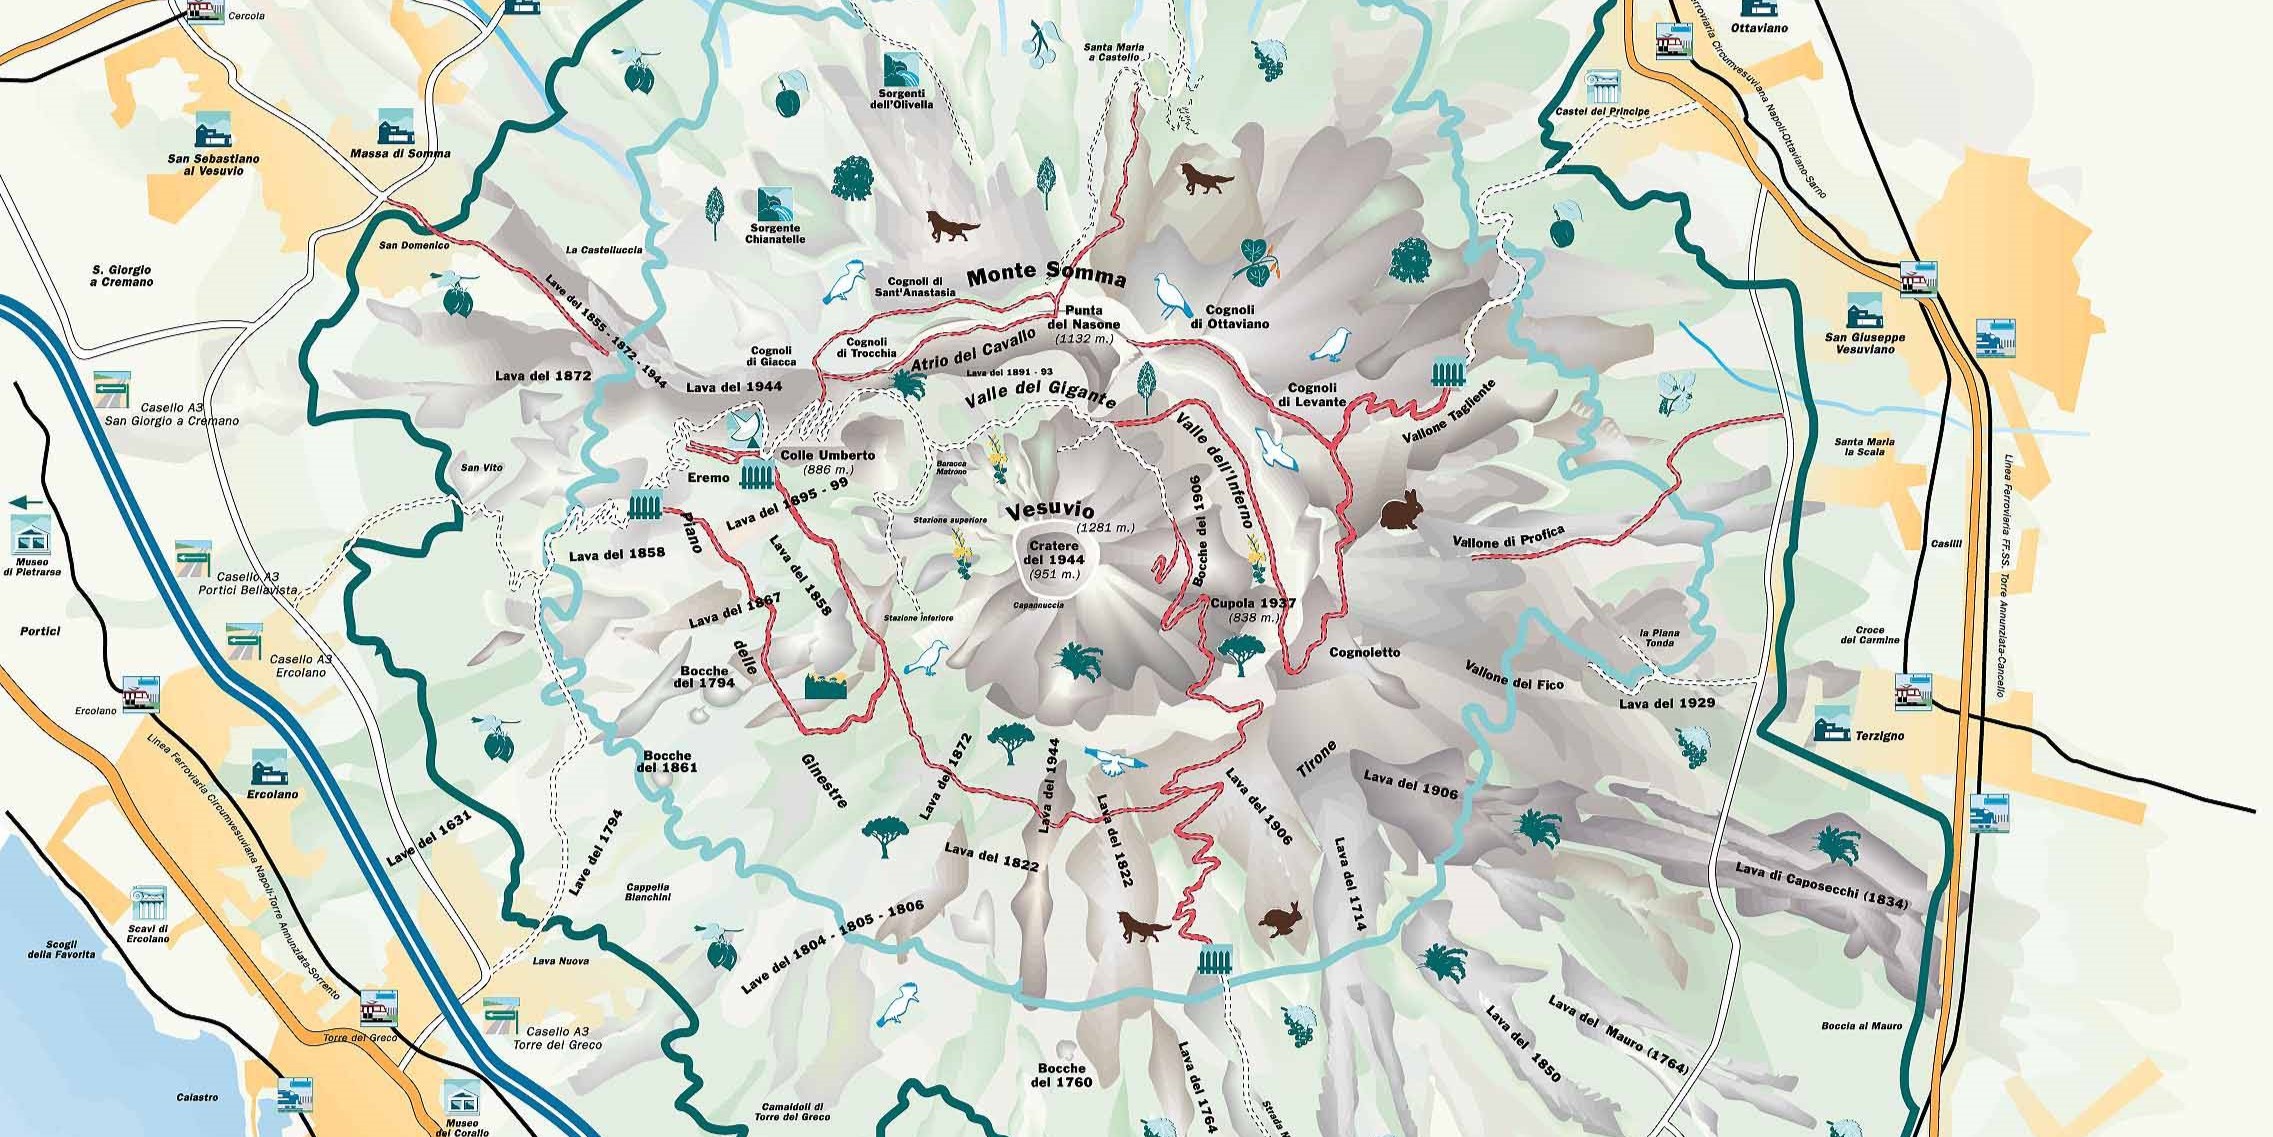 Cercola
Ottaviano
Santa Maria
a Castello
Sorgenti
dell'Olivella
Castel del Principe
Linea Ferroviaria Circumvesuviana Napoli-Ottaviano-Sarno
San Sebastiano
al Vesuvio
Massa di Somma
Sorgente
Chianatelle
San Domenico
La Castelluccia
S. Giorgio
a Cremano
Lave del 1855 - 1872 - 1944
Monte Somma
Cognoli di
Sant'Anastasia
Punta
del Nasone
(1132 m.)
Cognoli
di Ottaviano
San Giuseppe
Vesuviano
Cognoli
di Trocchia
Cognoli
di Giacca
Atrio del Cavallo
Lava del 1891 - 93
Lava del 1872
Lava del 1944
Valle del Gigante
Cognoli
di Levante
Vallone Tagliente
Casello A3
San Giorgio a Cremano
Valle dell'Inferno
Santa Maria
la Scala
Colle Umberto
(886 m.)
Baracca
Matrone
San Vito
Eremo
Lava del 1895 - 99
Vesuvio
(1281 m.)
Stazione superiore
Bocche del 1906
Piano
delle
Ginestre
Cratere
del 1944
(951 m.)
Vallone di Profica
Casilli
Linea Ferroviaria FF.SS. Torre Annunziata-Cancello
Museo
di Pietrarsa
Lava del 1858
Lava del 1858
Casello A3
Portici Bellavista
Lava del 1867
Capannuccia
Cupola 1937
(838 m.)
Stazione inferiore
Portici
Casello A3
Ercolano
la Piana
Tonda
Croce
del Carmine
Cognoletto
Bocche
del 1794
Vallone del Fico
Lava del 1929
Ercolano
Terzigno
Linea Ferroviaria Circumvesuviana Napoli-Torre Annunziata-Sorrento
Bocche
del 1861
Tirone
Lava del 1872
Lava del 1944
Lava del 1906
Lava del 1906
Ercolano
Lave del 1631
Lave del 1794
Lava del 1822
Lava del 1822
Lava del 1714
Lava di Caposecchi (1834)
Cappella
Bianchini
Scavi di
Ercolano
Scogli
della Favorita
Lave del 1804 - 1805 - 1806
Lava Nuova
Casello A3
Torre del Greco
Torre del Greco
Lava del 1850
Lava del Mauro (1764)
Boccia al Mauro
Bocche
del 1760
Lava del 1764
Calastro
Camaldoli di
Torre del Greco
Museo
del Corallo
Strada